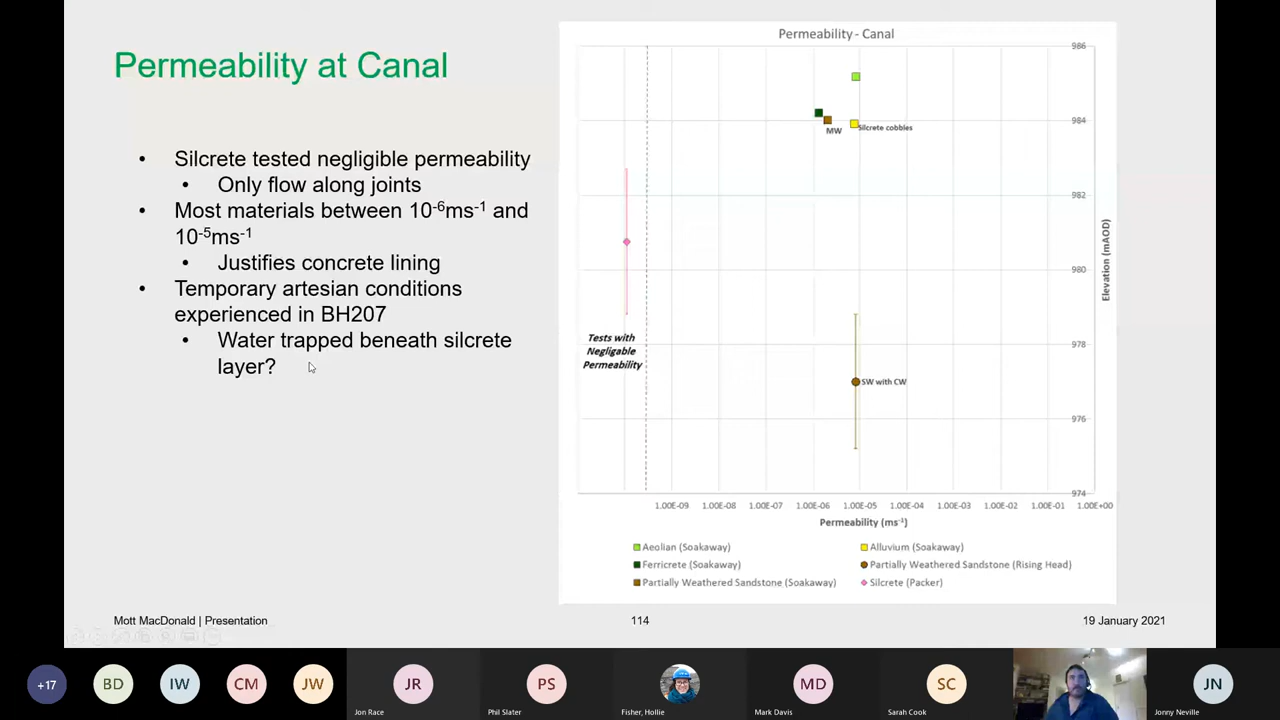 Permeability at Canal
• Silcrete tested negligible permeability
• Only flow along joints
• Most materials between 10⁻⁶ms⁻¹ and
10⁻⁵ms⁻¹
• Justifies concrete lining
• Temporary artesian conditions
experienced in BH207
• Water trapped beneath silcrete
layer?
Permeability - Canal
986
984
982
980
978
976
974
Elevation (mAOD)
MW
Silcrete cobbles
Tests with
Negligable
Permeability
SW with CW
1.00E-09 1.00E-08 1.00E-07 1.00E-06 1.00E-05 1.00E-04 1.00E-03 1.00E-02 1.00E-01 1.00E+00
Permeability (ms⁻¹)
Aeolian (Soakaway) Alluvium (Soakaway)
Ferricrete (Soakaway) Partially Weathered Sandstone (Rising Head)
Partially Weathered Sandstone (Soakaway) Silcrete (Packer)
Mott MacDonald | Presentation 114 19 January 2021
+17 BD IW CM JW JR PS MD SC JN
Jon Race Phil Slater Fisher, Hollie Mark Davis Sarah Cook Jonny Neville